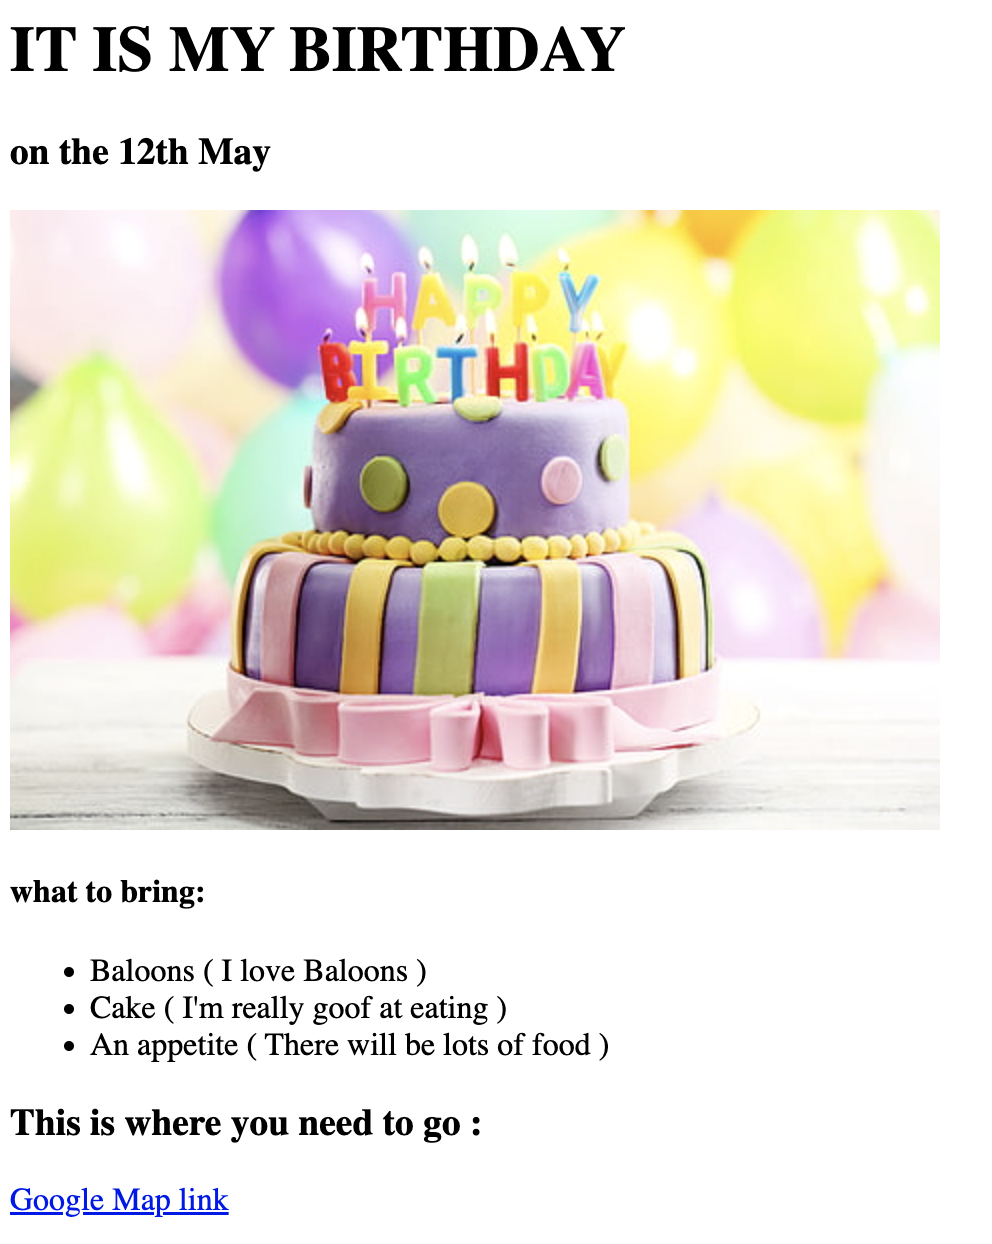 IT IS MY BIRTHDAY
on the 12th May
HAPPY
BIRTHDAY
what to bring:
Baloons ( I love Baloons )
Cake ( I'm really goof at eating )
An appetite ( There will be lots of food )
This is where you need to go :
Google Map link